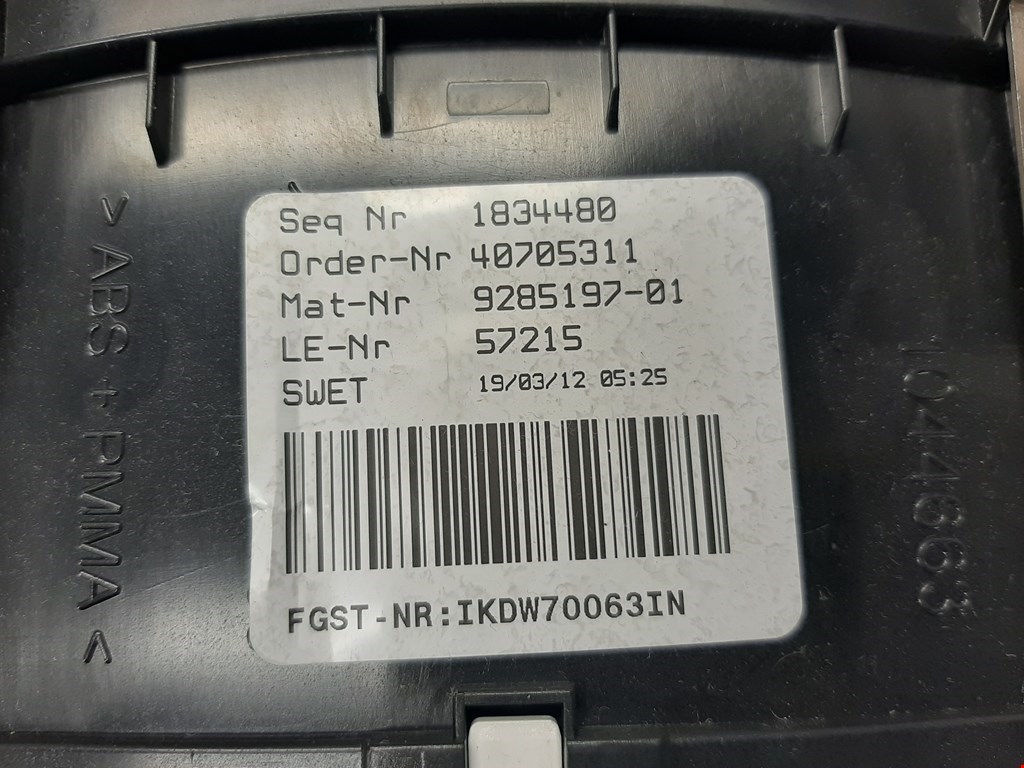 Seq Nr 1834480
Order-Nr 40705311
Mat-Nr 9285197-01
LE-Nr 57215
SWET 19/03/12 05:25
FGST-NR:IKDW70063IN
>ABS + PMMA<
1044663